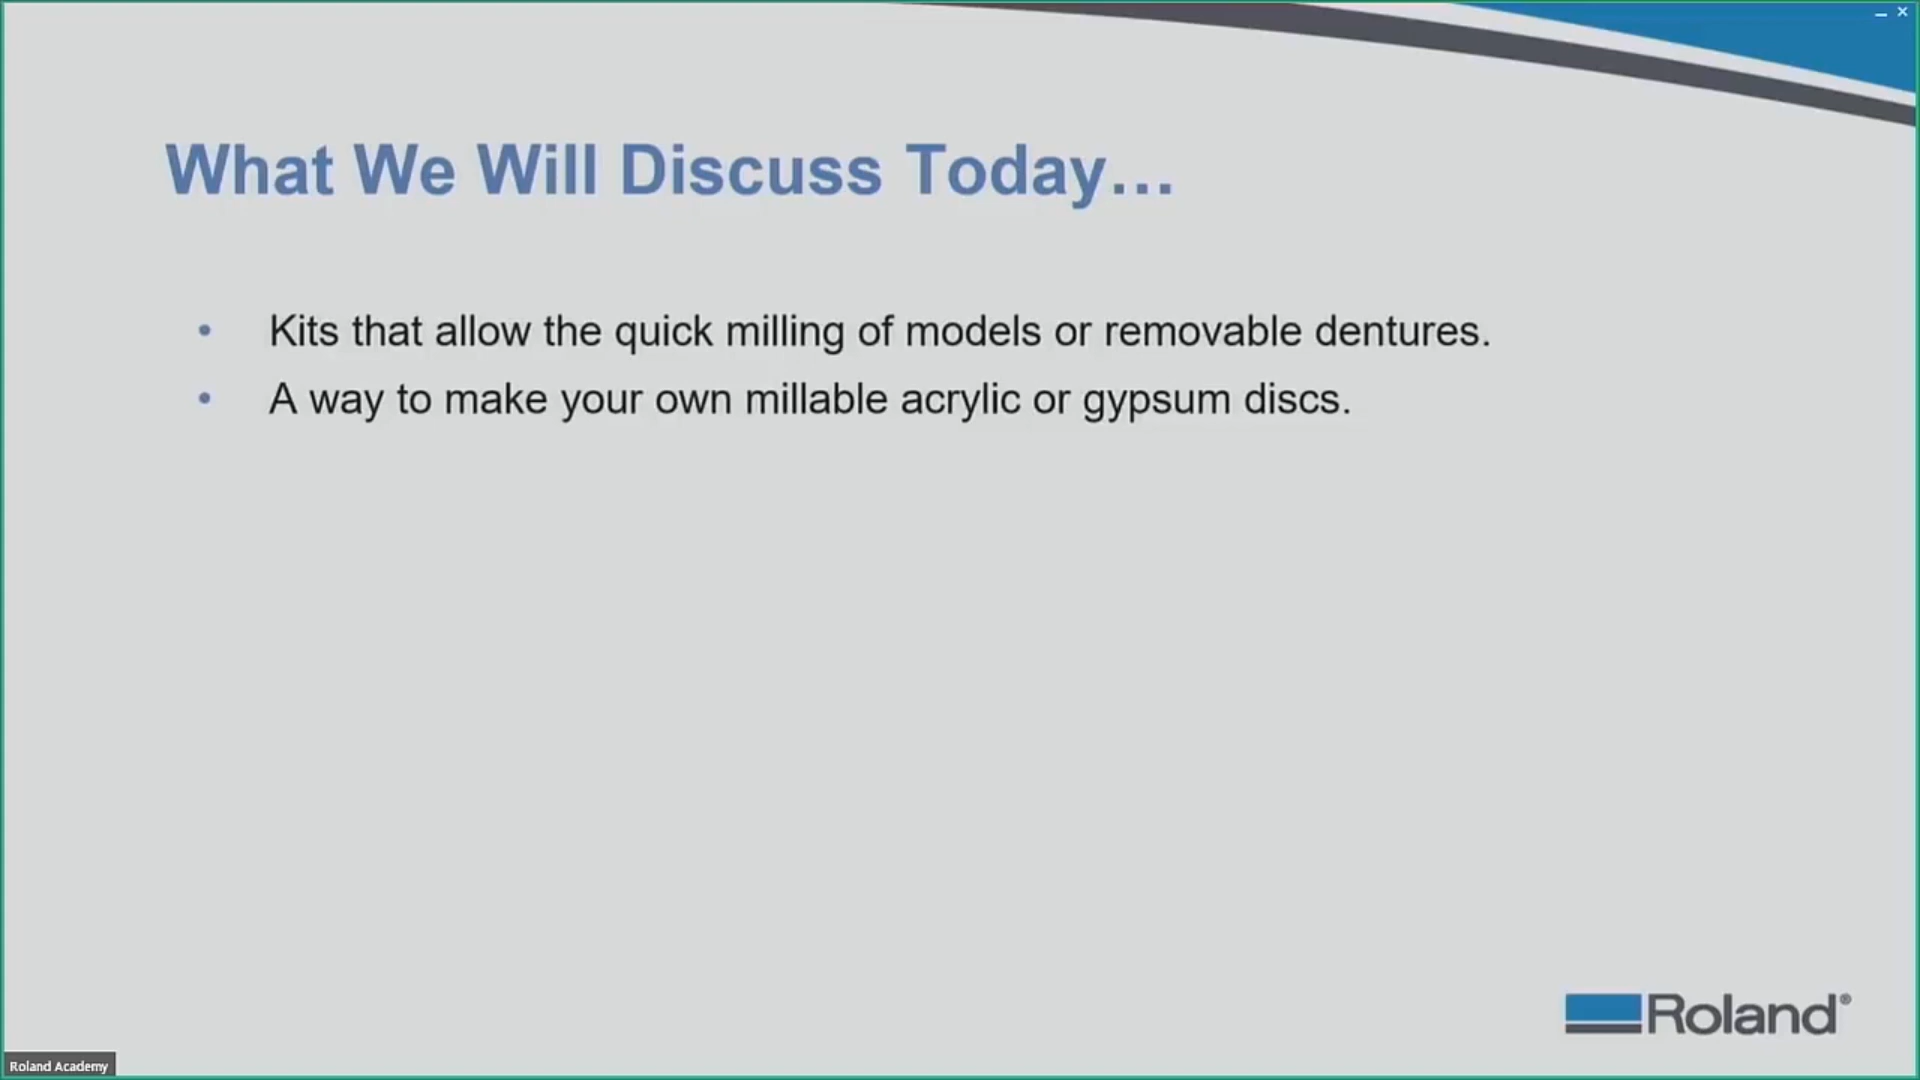 What We Will Discuss Today…
• Kits that allow the quick milling of models or removable dentures.
• A way to make your own millable acrylic or gypsum discs.
Roland®
Roland Academy